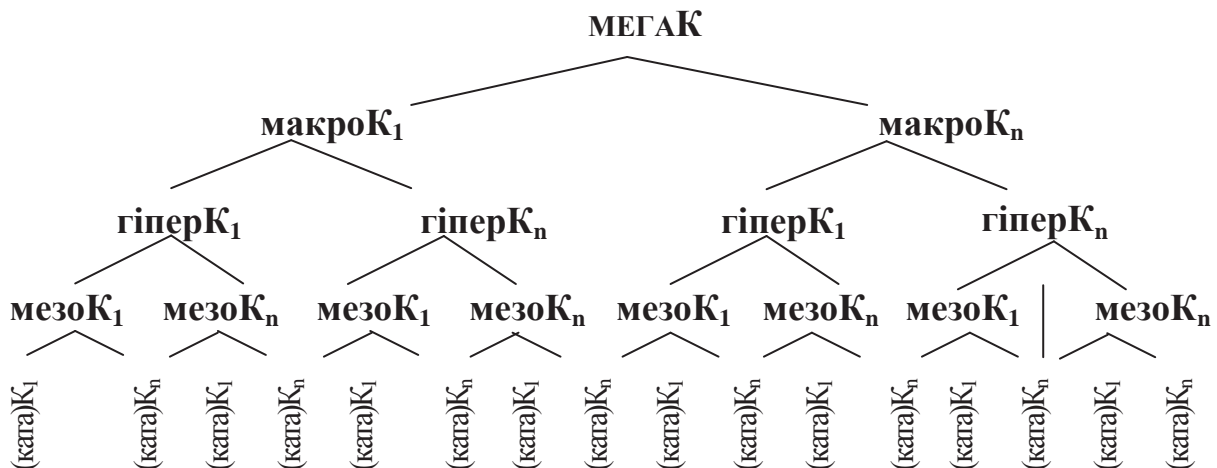 МЕГАК
макроК₁ макроКₙ
гіперК₁ гіперКₙ гіперК₁ гіперКₙ
мезоК₁ мезоКₙ мезоК₁ мезоКₙ мезоК₁ мезоКₙ мезоК₁ мезоКₙ
(ката)К₁ (ката)Кₙ (ката)К₁ (ката)Кₙ (ката)К₁ (ката)Кₙ (ката)К₁ (ката)Кₙ (ката)К₁ (ката)Кₙ (ката)К₁ (ката)Кₙ (ката)К₁ (ката)Кₙ (ката)К₁ (ката)Кₙ